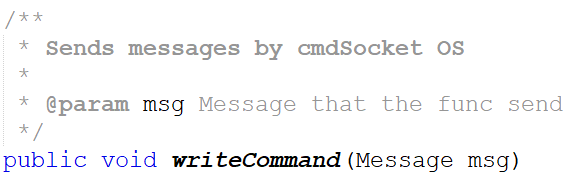 /**
* Sends messages by cmdSocket OS
*
* @param msg Message that the func send
*/
public void writeCommand(Message msg)